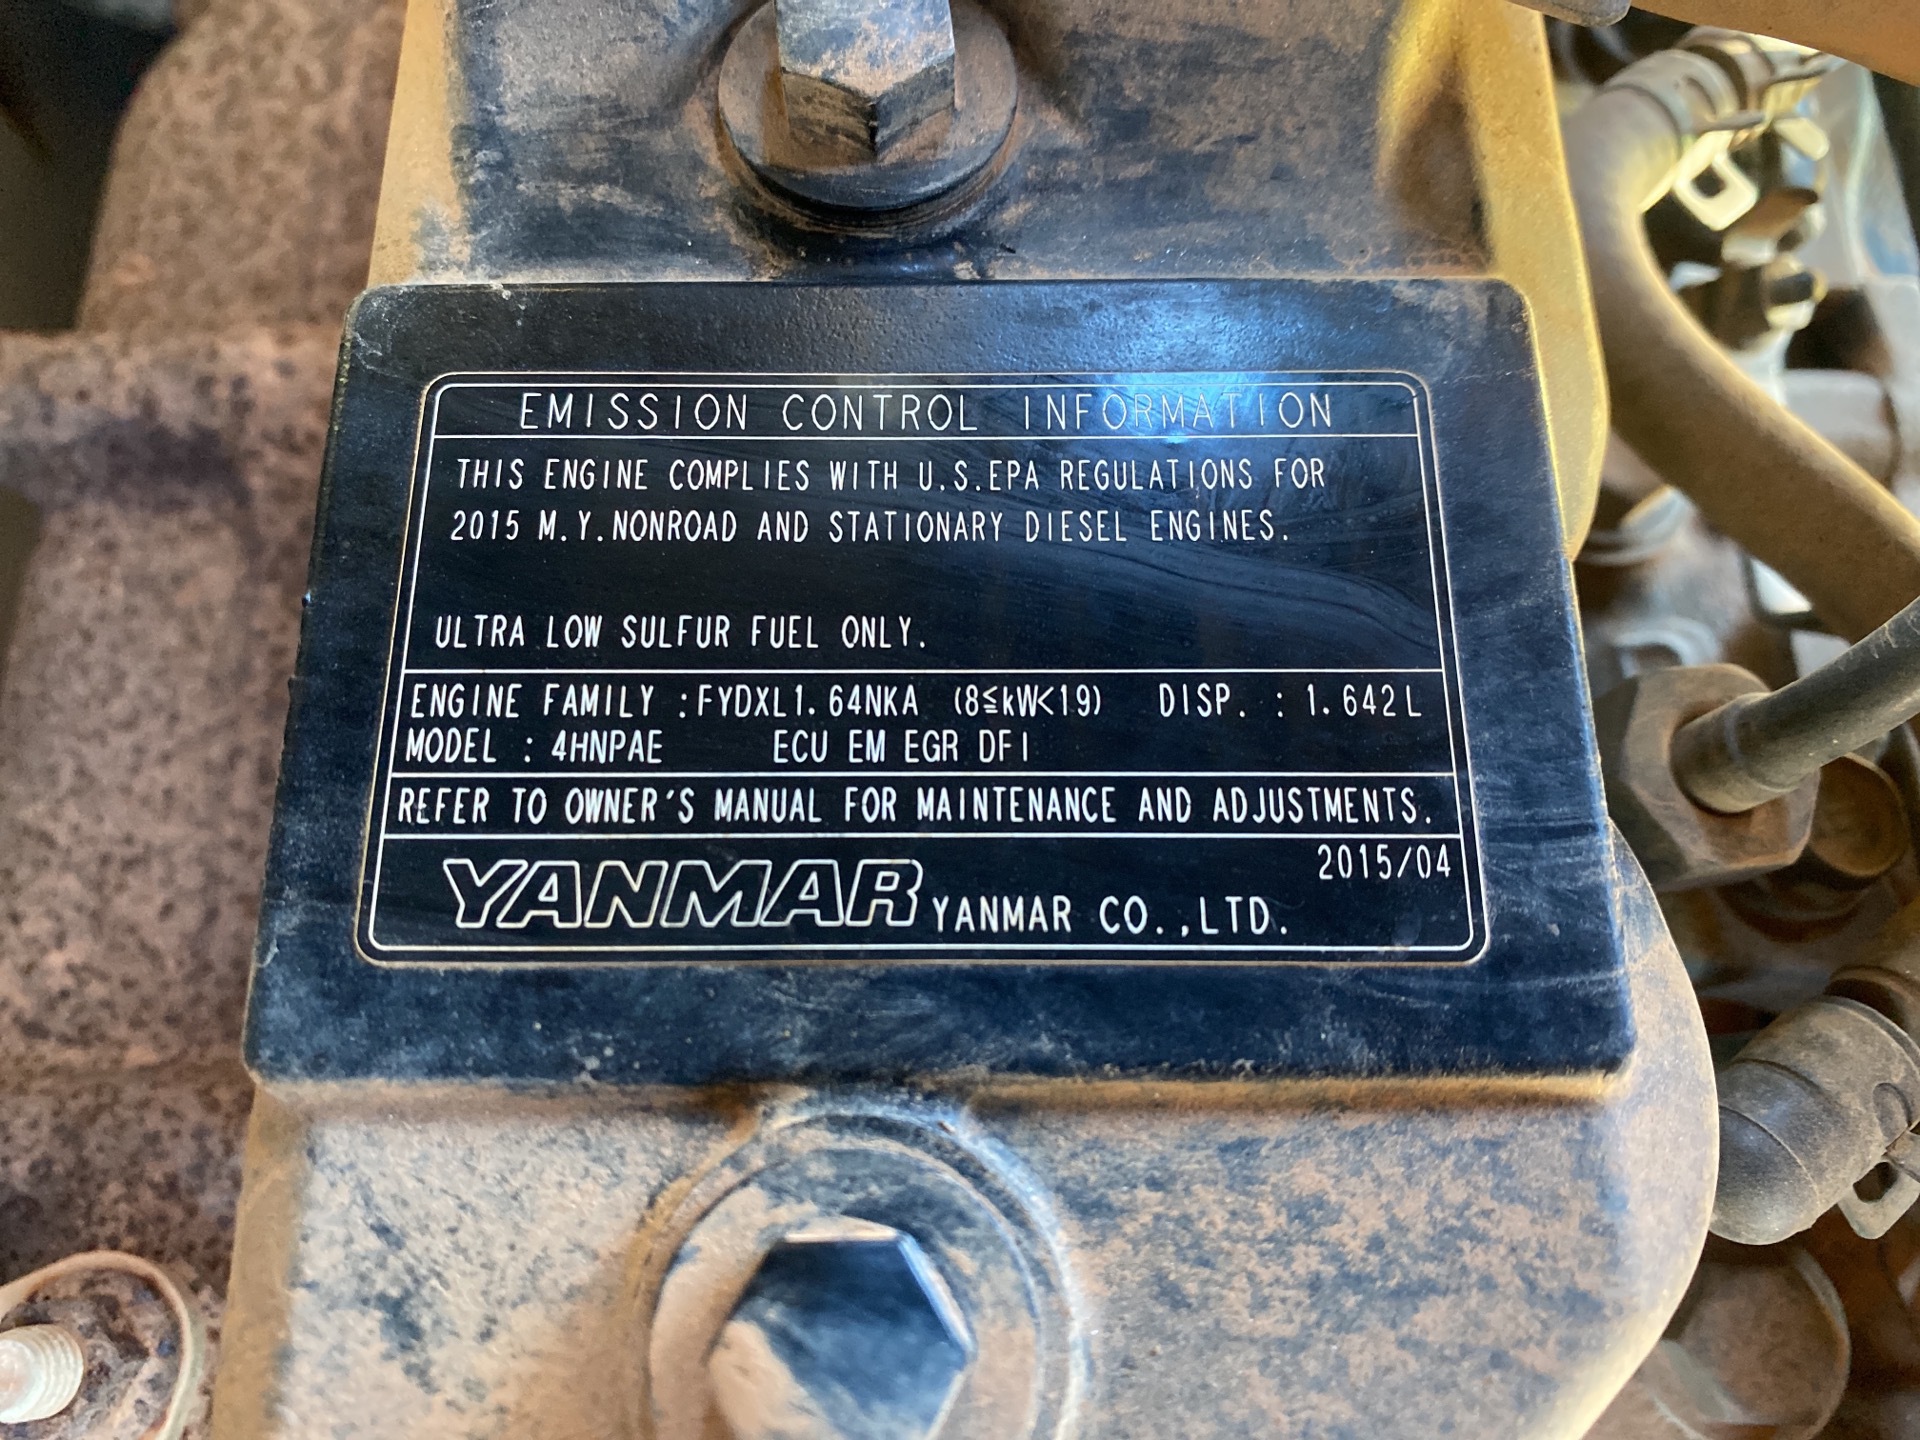 EMISSION CONTROL INFORMATION
THIS ENGINE COMPLIES WITH U.S.EPA REGULATIONS FOR
2015 M.Y.NONROAD AND STATIONARY DIESEL ENGINES.
ULTRA LOW SULFUR FUEL ONLY.
ENGINE FAMILY :FYDXL1.64NKA (8≦kW<19) DISP. : 1.642L
MODEL : 4HNPAE ECU EM EGR DFI
REFER TO OWNER'S MANUAL FOR MAINTENANCE AND ADJUSTMENTS.
2015/04
YANMAR YANMAR CO.,LTD.